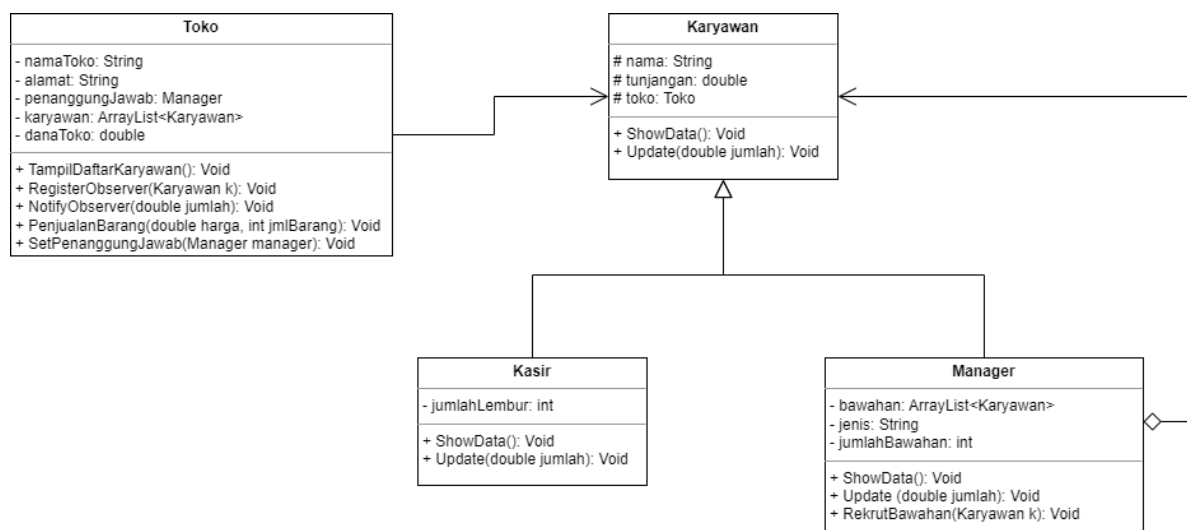 Toko
- namaToko: String
- alamat: String
- penanggungJawab: Manager
- karyawan: ArrayList<Karyawan>
- danaToko: double
+ TampilDaftarKaryawan(): Void
+ RegisterObserver(Karyawan k): Void
+ NotifyObserver(double jumlah): Void
+ PenjualanBarang(double harga, int jmlBarang): Void
+ SetPenanggungJawab(Manager manager): Void
Karyawan
# nama: String
# tunjangan: double
# toko: Toko
+ ShowData(): Void
+ Update(double jumlah): Void
Kasir
- jumlahLembur: int
+ ShowData(): Void
+ Update(double jumlah): Void
Manager
- bawahan: ArrayList<Karyawan>
- jenis: String
- jumlahBawahan: int
+ ShowData(): Void
+ Update (double jumlah): Void
+ RekrutBawahan(Karyawan k): Void